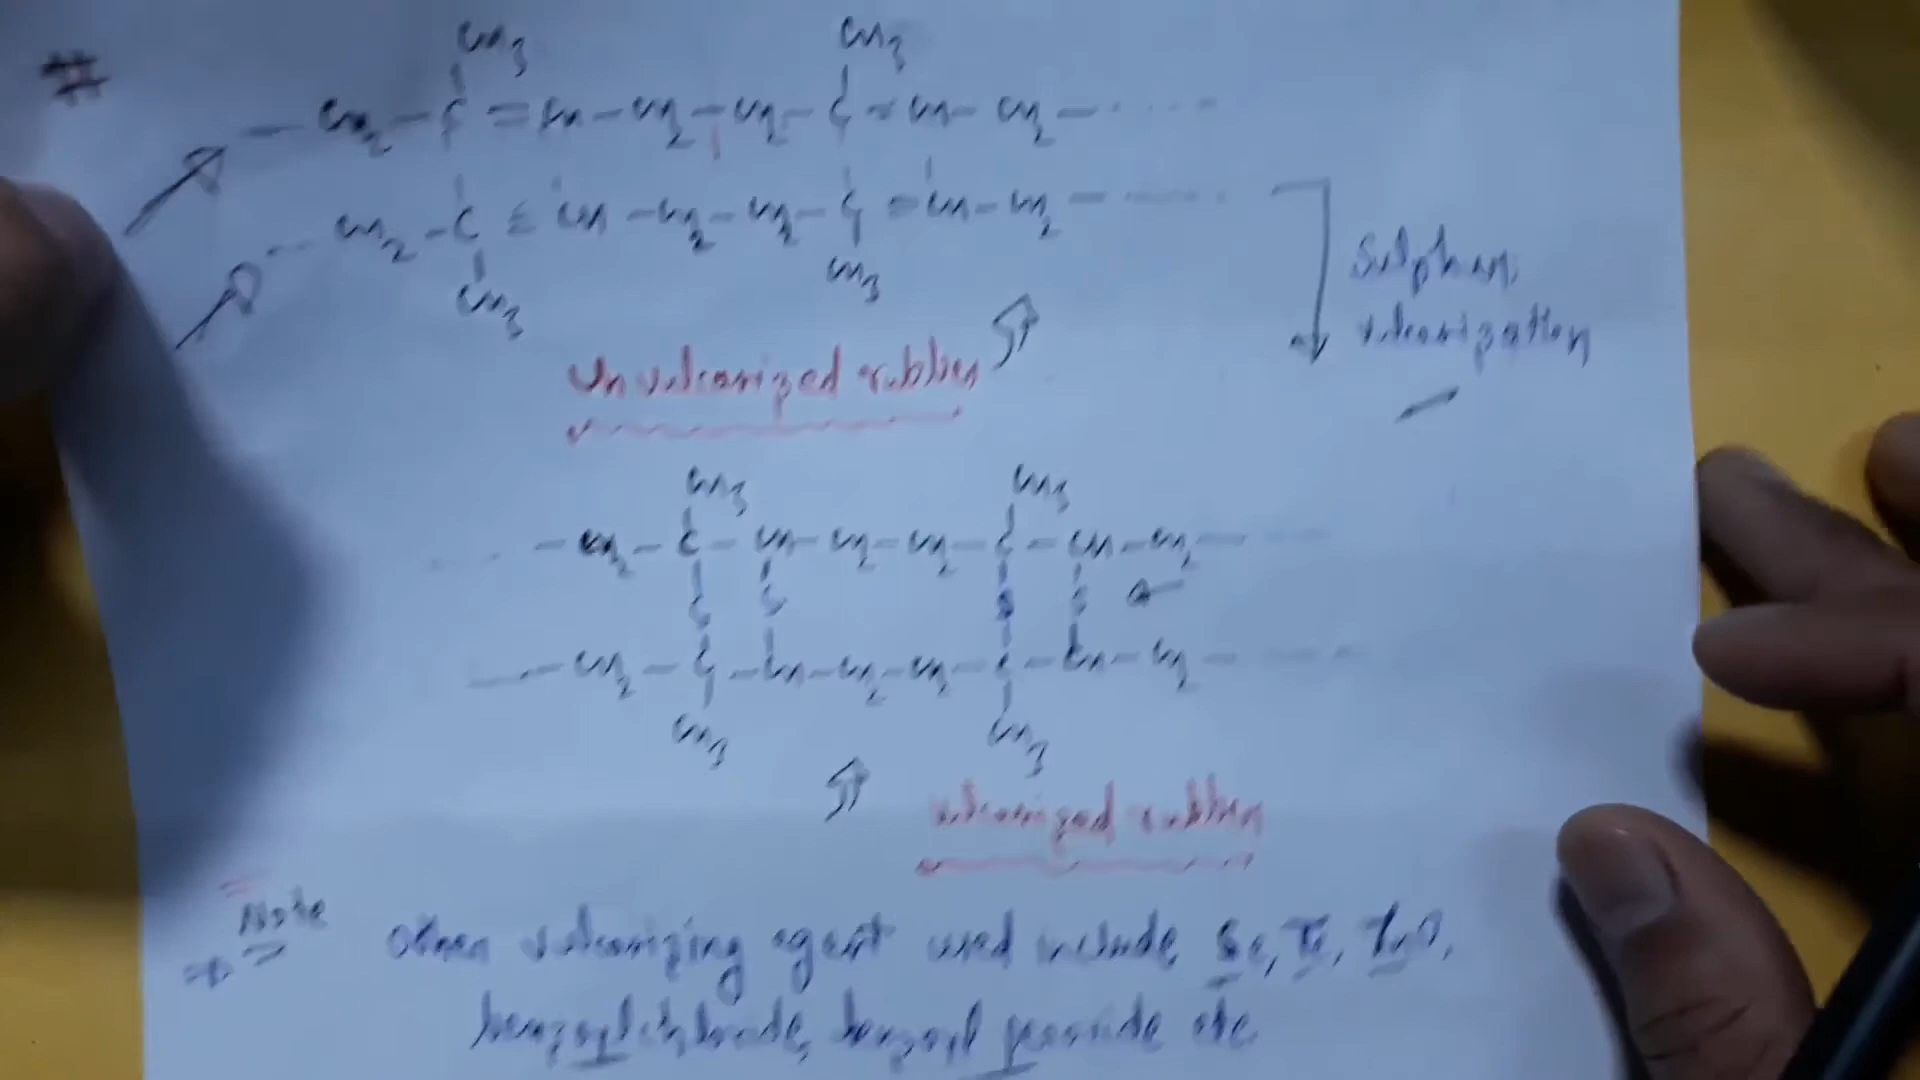 #
CH3 CH3
— CH2 — C = CH — CH2 — CH2 — C = CH — CH2 — ......
--- CH2 — C = CH — CH2 — CH2 — C = CH — CH2 — ------
CH3 CH3
Sulphur,
vulcanization
Unvulcanized rubber
CH3 CH3
— CH2 — C — CH — CH2 — CH2 — C — CH — CH2 — ----
S S S S
— CH2 — C — CH — CH2 — CH2 — C — CH — CH2 — ----
CH3 CH3
vulcanized rubber
Note
Other vulcanizing agent used include, Se, Te, ZnO,
benzoylchloride, benzoyl peroxide etc